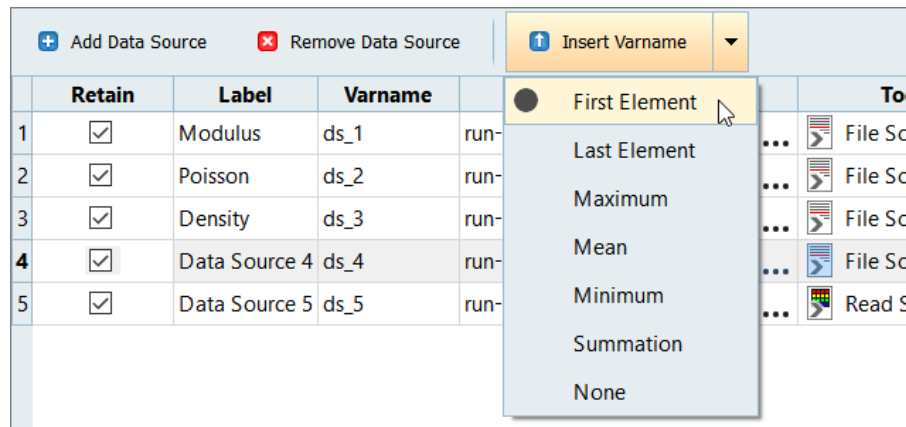 Add Data Source Remove Data Source Insert Varname
Retain Label Varname To
First Element
1 Modulus ds_1 run- ... File Sc
Last Element
2 Poisson ds_2 run- ... File Sc
Maximum
3 Density ds_3 run- ... File Sc
Mean
4 Data Source 4 ds_4 run- ... File Sc
Minimum
5 Data Source 5 ds_5 run- ... Read S
Summation
None